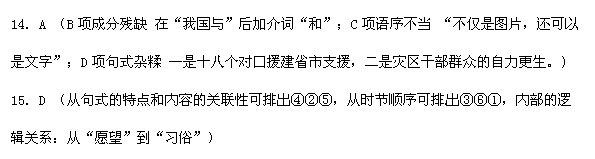 14. A （B项成分残缺 在“我国与”后加介词“和”；C项语序不当 “不仅是图片，还可以
是文字”；D项句式杂糅 一是十八个对口援建省市支援，二是灾区干部群众的自力更生。）
15. D （从句式的特点和内容的关联性可排出④②⑤，从时节顺序可排出③⑥①，内部的逻
辑关系：从“愿望”到“习俗”）